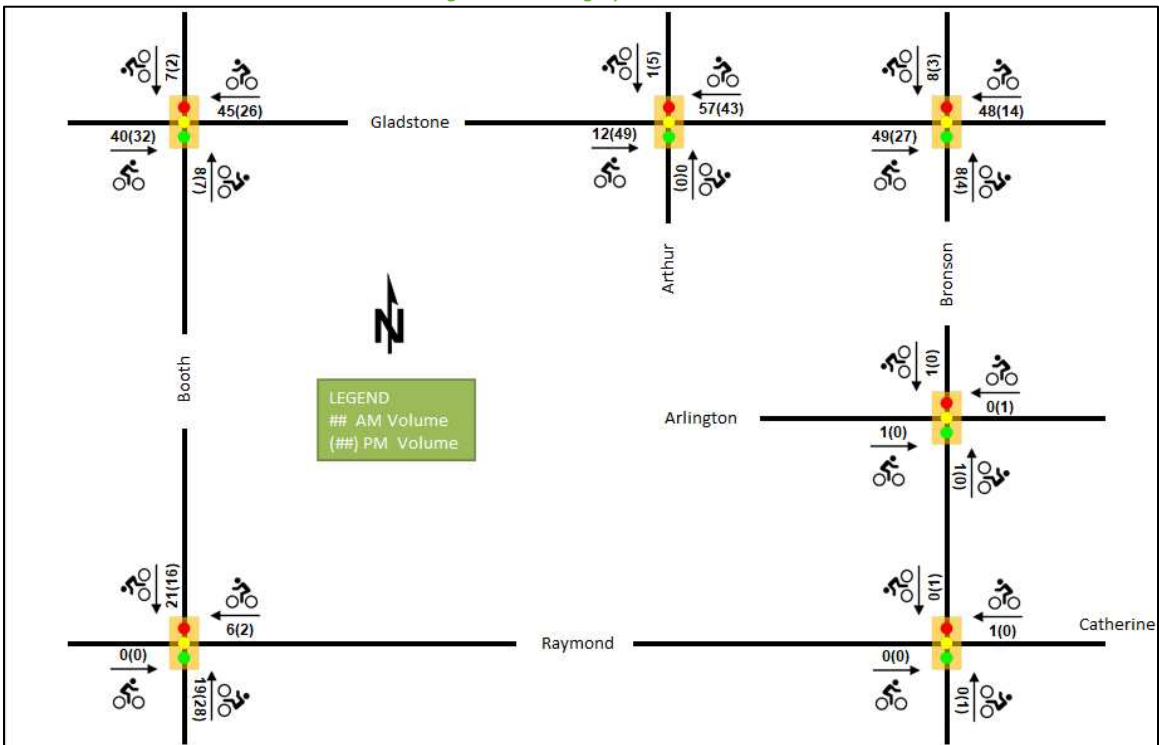 7(2)
45(26)
40(32)
8(7)
Gladstone
1(5)
57(43)
12(49)
0(0)
8(3)
48(14)
49(27)
8(4)
Arthur
Bronson
N
Booth
LEGEND
## AM Volume
(##) PM Volume
1(0)
0(1)
Arlington
1(0)
1(0)
21(16)
6(2)
0(0)
19(28)
Raymond
0(1)
1(0)
Catherine
0(0)
0(1)